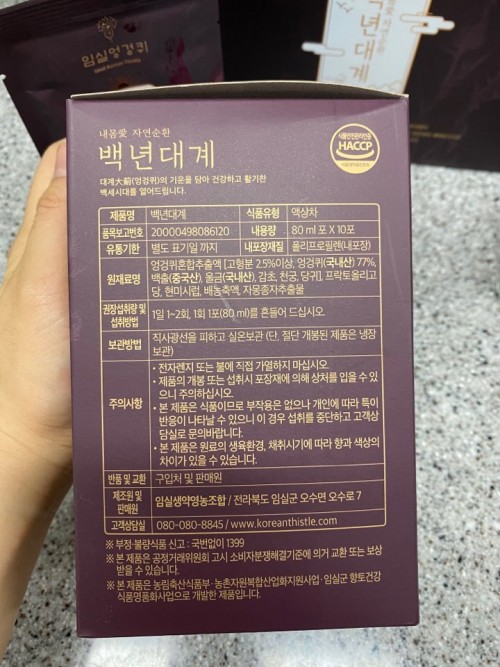 임실엉겅퀴
백년대계
내몸愛 자연순환
백년대계
대계大薊(엉겅퀴)의 기운을 담아 건강하고 활기찬
백세시대를 열어드립니다.
식품안전관리인증
HACCP
식품의약품안전처
제품명 백년대계 식품유형 액상차
품목보고번호 20000498086120 내용량 80 ml 포 X 10포
유통기한 별도 표기일 까지 내포장재질 폴리프로필렌(내포장)
원재료명 엉겅퀴혼합추출액 [고형분 2.5%이상, 엉겅퀴(국내산) 77%,
백출(중국산), 울금(국내산), 감초, 천궁, 당귀], 프락토올리고
당, 현미시럽, 배농축액, 자몽종자추출물
권장섭취량 및
섭취방법 1일 1~2회, 1회 1포(80 ml)를 흔들어 드십시오.
보관방법 직사광선을 피하고 실온보관 (단, 절단 개봉된 제품은 냉장
보관)
주의사항 • 전자렌지 또는 불에 직접 가열하지 마십시오.
• 제품의 개봉 또는 섭취시 포장재에 의해 상처를 입을 수 있
으니 주의하십시오.
• 본 제품은 식품이므로 부작용은 없으나 개인에 따라 특이
반응이 나타날 수 있으니 이 경우 섭취를 중단하고 고객상
담실로 문의바랍니다.
• 본 제품은 원료의 생육환경, 채취시기에 따라 향과 색상의
차이가 있을 수 있습니다.
반품 및 교환 구입처 및 판매원
제조원 및
판매원 임실생약영농조합 / 전라북도 임실군 오수면 오수로 7
고객상담실 080-080-8845 / www.koreanthistle.com
※ 부정·불량식품 신고 : 국번없이 1399
※ 본 제품은 공정거래위원회 고시 소비자분쟁해결기준에 의거 교환 또는 보상
받을 수 있습니다.
※ 본 제품은 농림축산식품부·농촌자원복합산업화지원사업·임실군 향토건강
식품명품화사업으로 개발한 제품입니다.